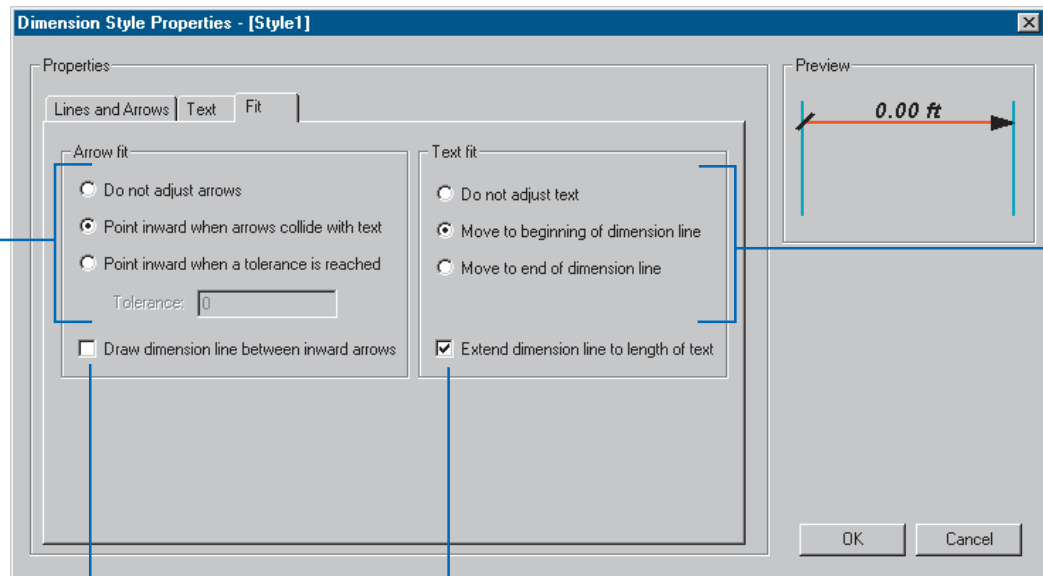 Dimension Style Properties - [Style1]
Properties
Lines and Arrows
Text
Fit
Arrow fit
Do not adjust arrows
Point inward when arrows collide with text
Point inward when a tolerance is reached
Tolerance: 0
Draw dimension line between inward arrows
Text fit
Do not adjust text
Move to beginning of dimension line
Move to end of dimension line
Extend dimension line to length of text
Preview
0.00 ft
OK
Cancel